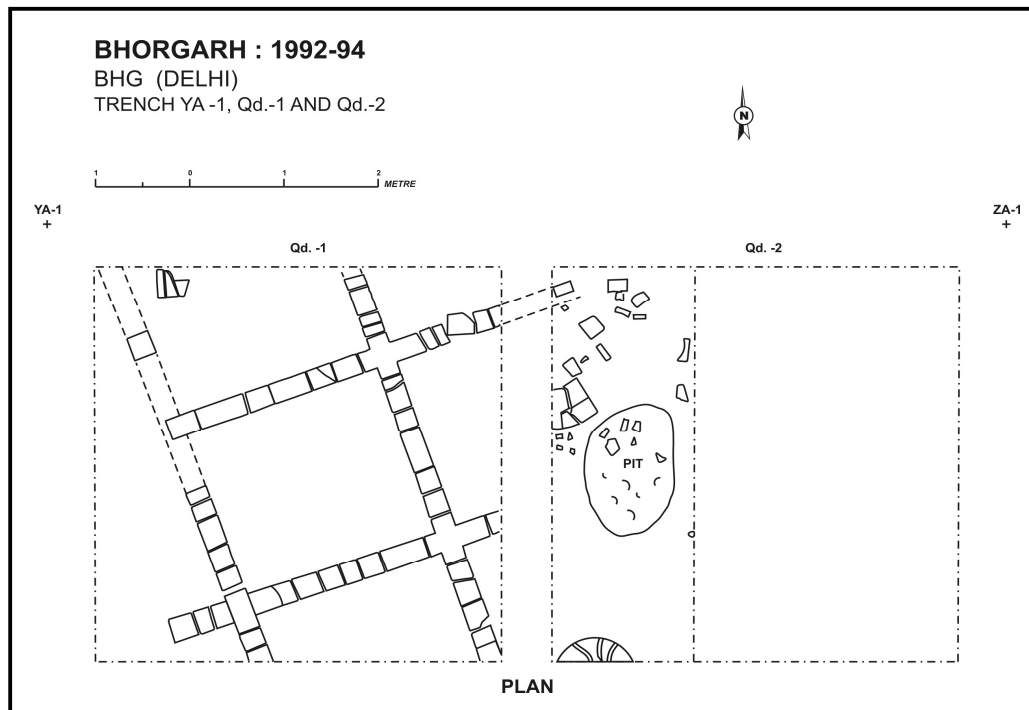 BHORGARH : 1992-94
BHG (DELHI)
TRENCH YA -1, Qd.-1 AND Qd.-2
N
1 0 1 2
METRE
YA-1
ZA-1
Qd. -1
Qd. -2
PIT
PLAN